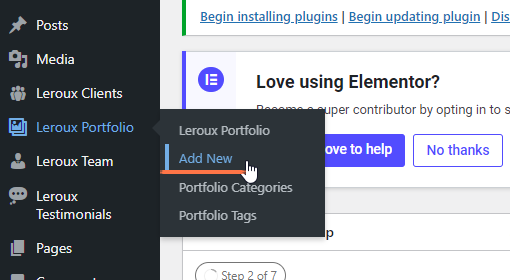 Posts
Media
Leroux Clients
Leroux Portfolio
Leroux Team
Leroux
Testimonials
Pages
Leroux Portfolio
Add New
Portfolio Categories
Portfolio Tags
Begin installing plugins | Begin updating plugin | Dis
Love using Elementor?
Become a super contributor by opting in to s
ove to help
No thanks
Step 2 of 7